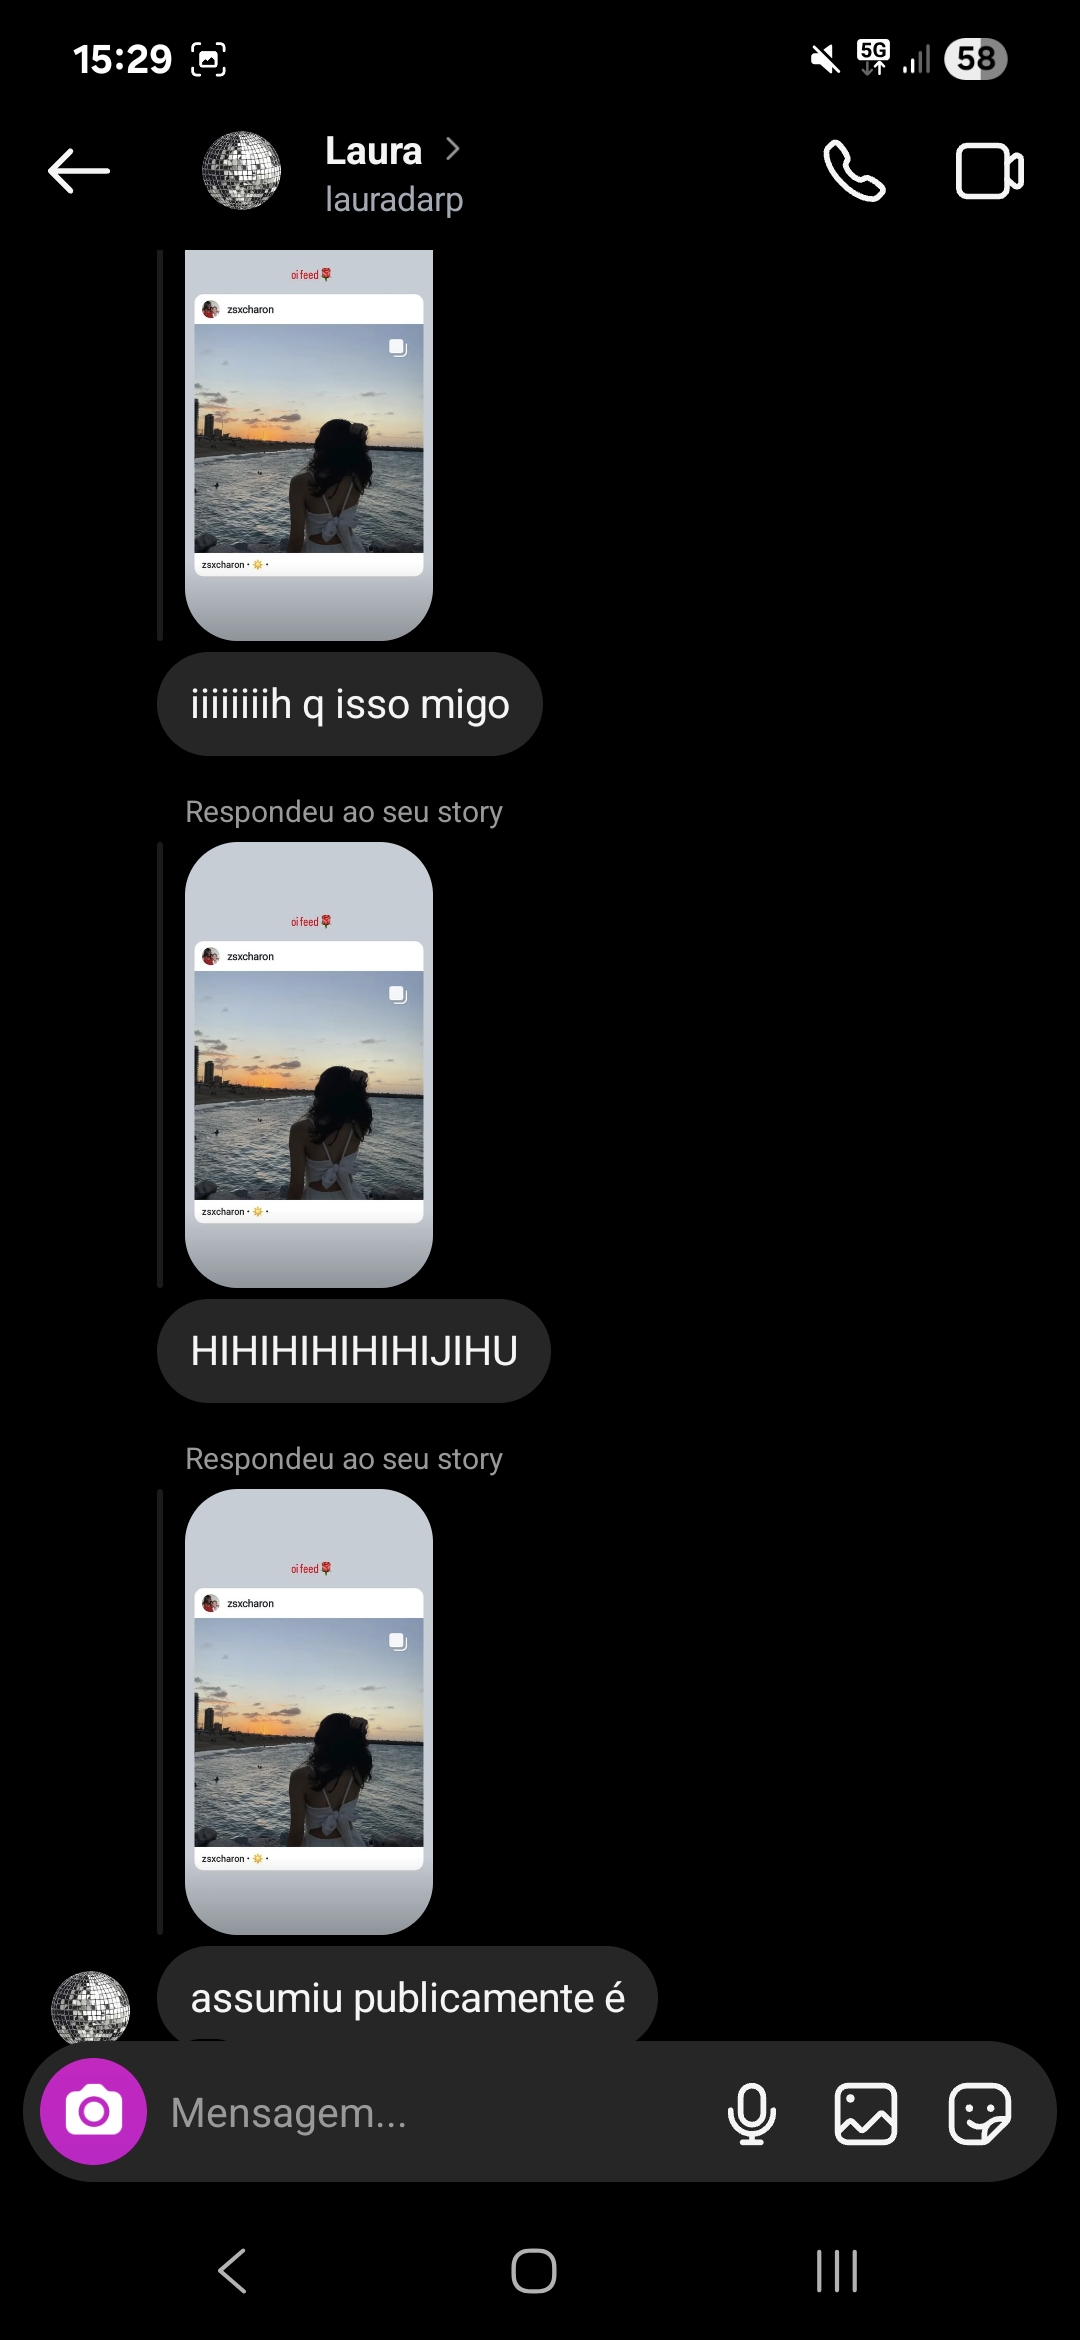 15:29
5G
58
Laura
lauradarp
oi feed🌹
zsxcharon
zsxcharon • ☀️ •
iiiiiiiih q isso migo
Respondeu ao seu story
oi feed🌹
zsxcharon
zsxcharon • ☀️ •
HIHIHIHIHIHIJIHU
Respondeu ao seu story
oi feed🌹
zsxcharon
zsxcharon • ☀️ •
assumiu publicamente é
Mensagem...